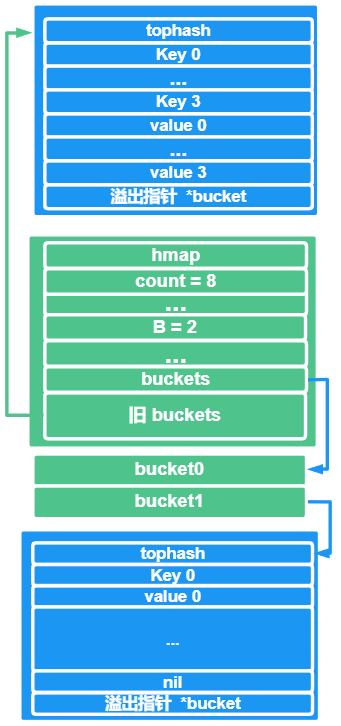 tophash
Key 0
...
Key 3
value 0
...
value 3
溢出指针 *bucket
hmap
count = 8
...
B = 2
...
buckets
旧 buckets
bucket0
bucket1
tophash
Key 0
value 0
...
nil
溢出指针 *bucket